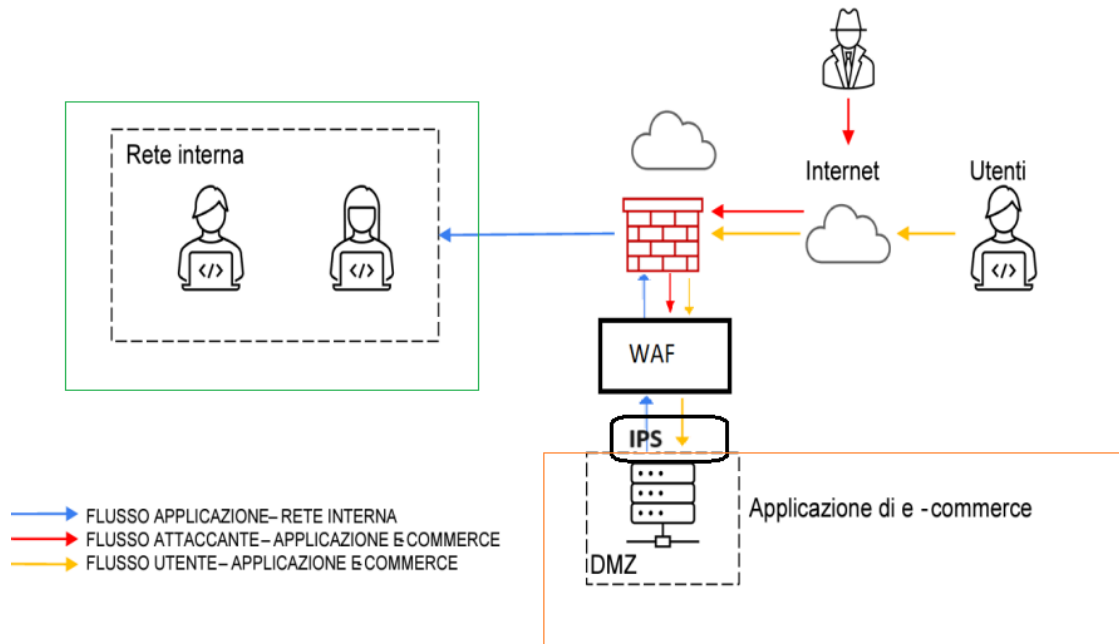 Rete interna
Internet
Utenti
</>
</>
</>
WAF
IPS
Applicazione di e -commerce
DMZ
FLUSSO APPLICAZIONE– RETE INTERNA
FLUSSO ATTACCANTE – APPLICAZIONE E-COMMERCE
FLUSSO UTENTE– APPLICAZIONE E-COMMERCE